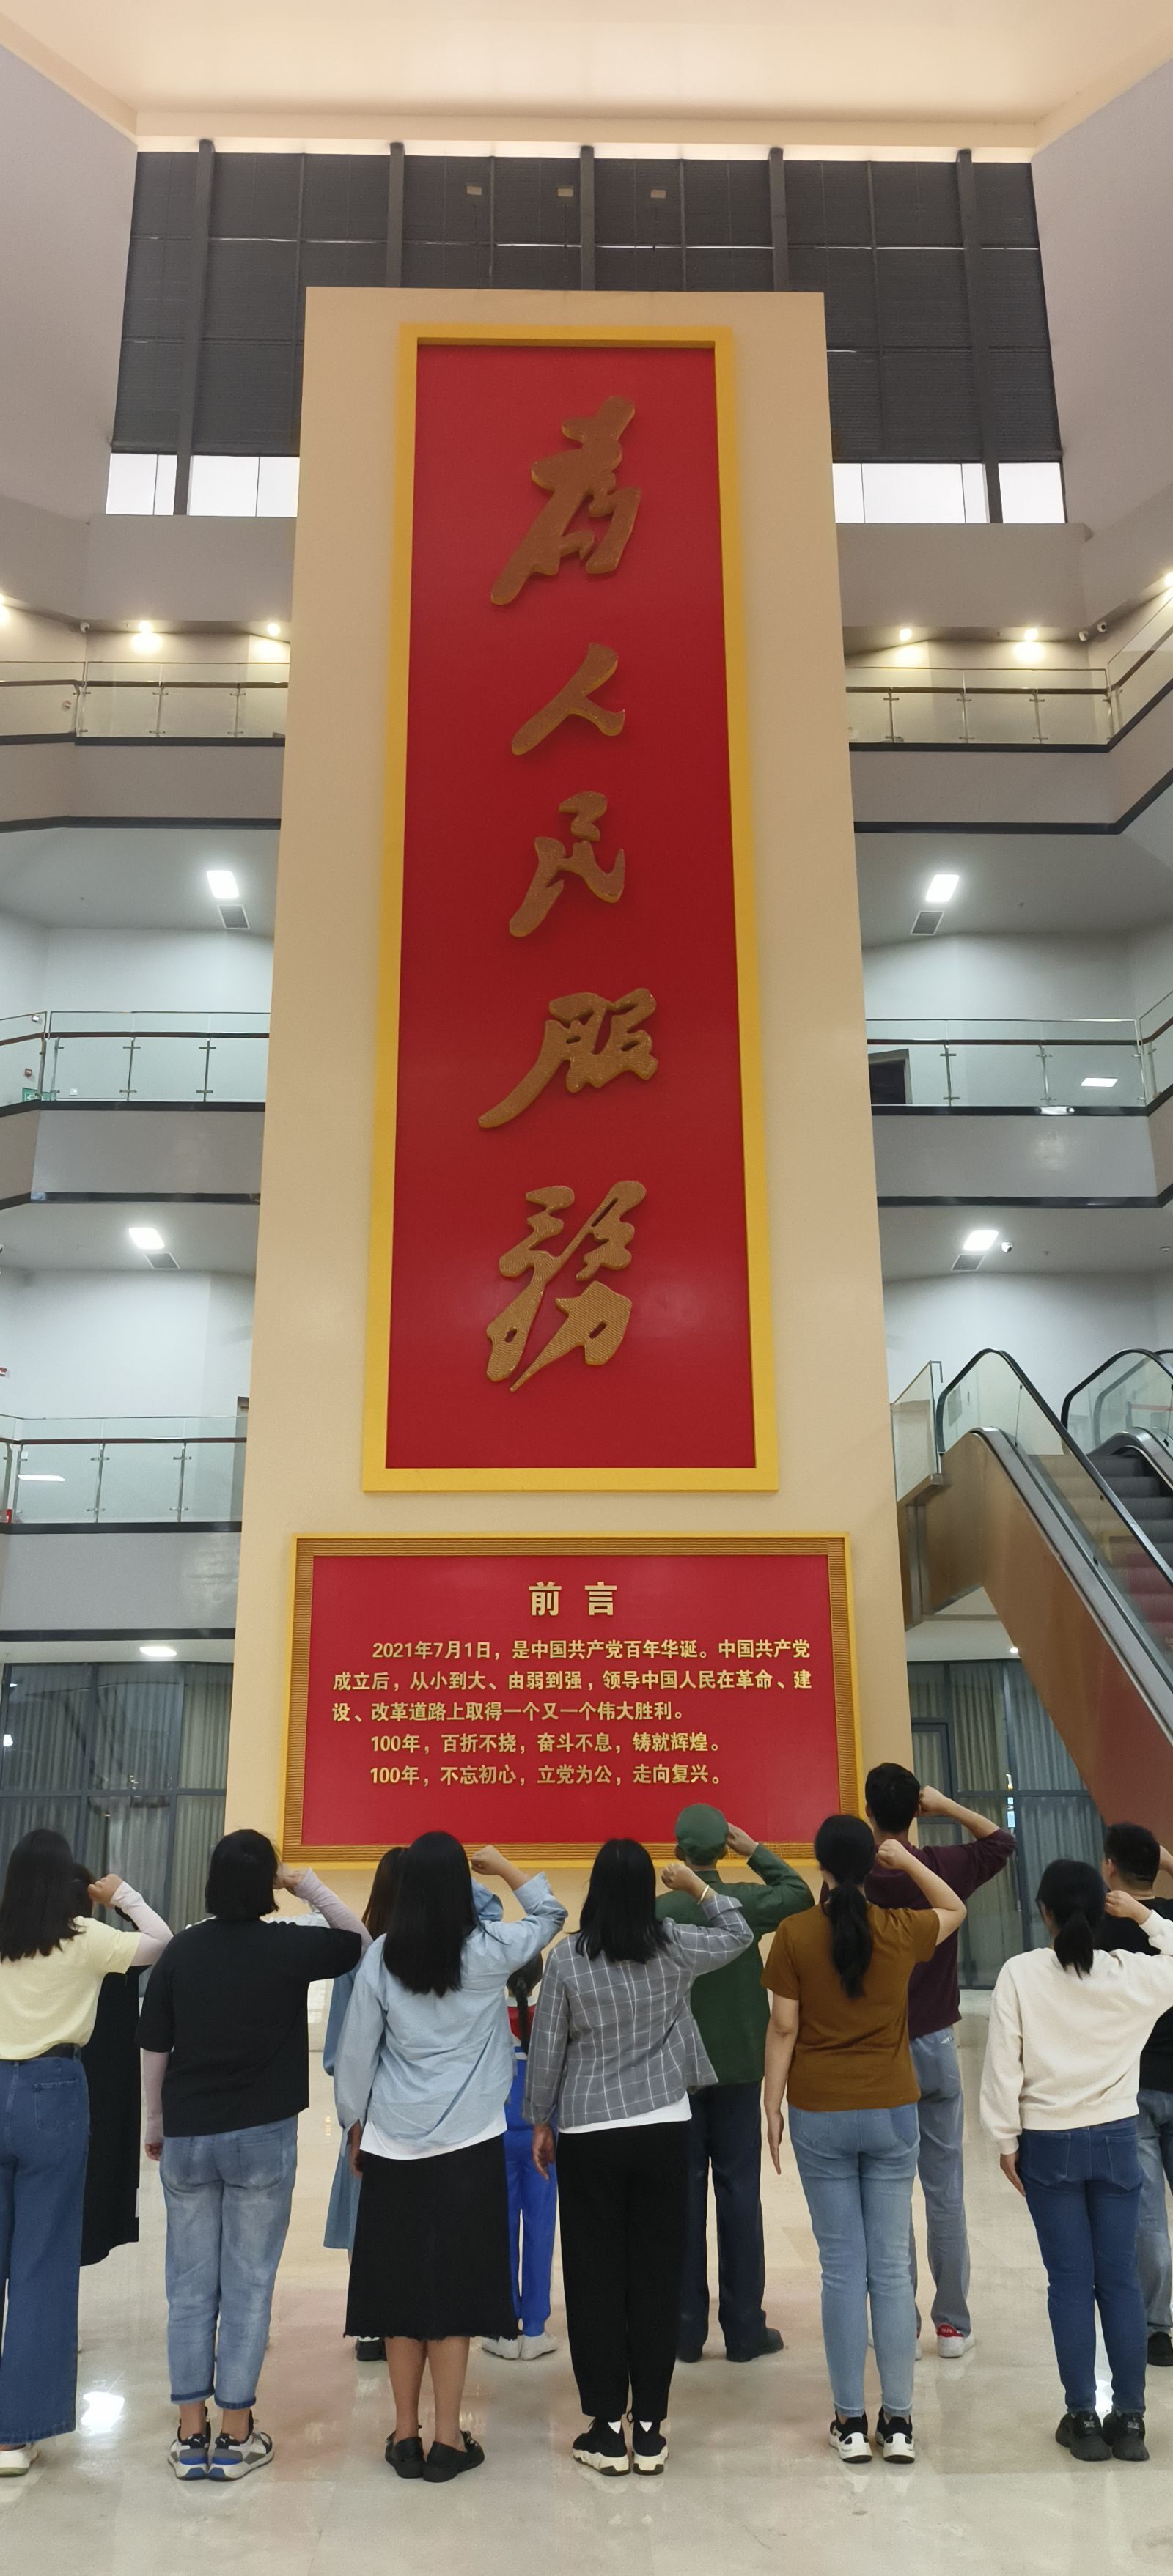 为人民服務
前言
2021年7月1日，是中国共产党百年华诞。中国共产党
成立后，从小到大、由弱到强，领导中国人民在革命、建
设、改革道路上取得一个又一个伟大胜利。
100年，百折不挠，奋斗不息，铸就辉煌。
100年，不忘初心，立党为公，走向复兴。